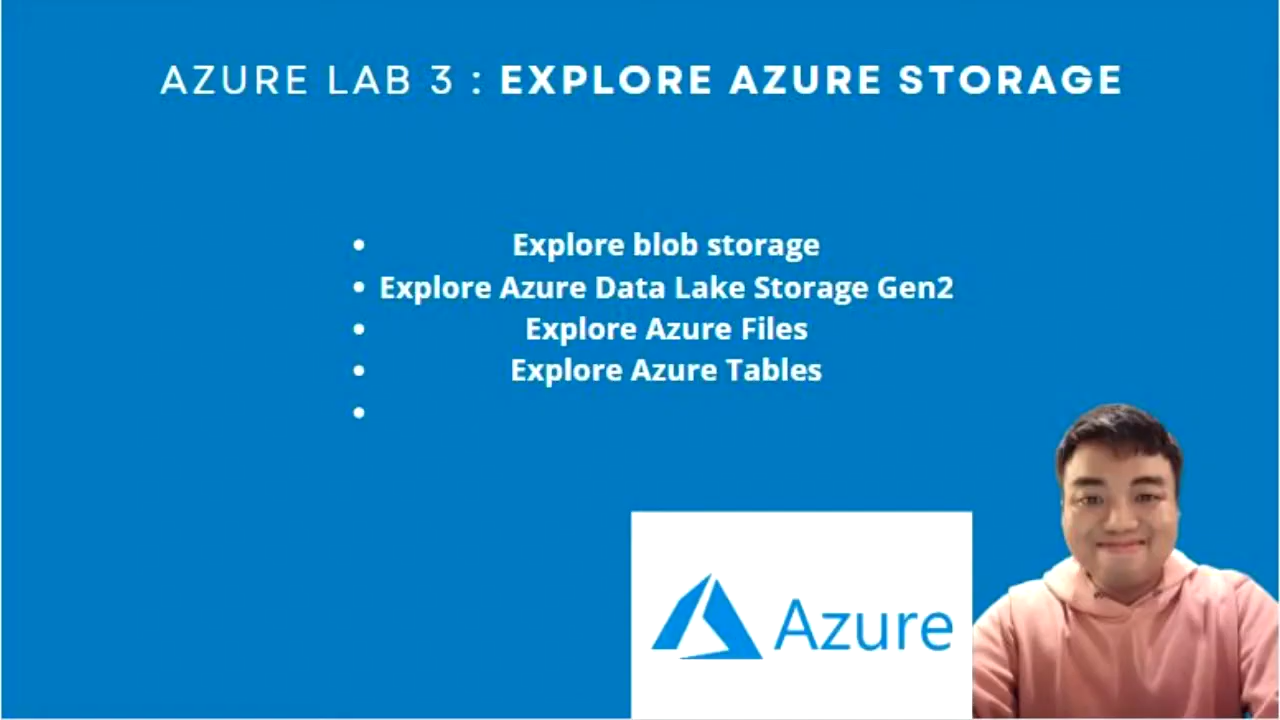 AZURE LAB 3 : EXPLORE AZURE STORAGE
• Explore blob storage
• Explore Azure Data Lake Storage Gen2
• Explore Azure Files
• Explore Azure Tables
•
Azure